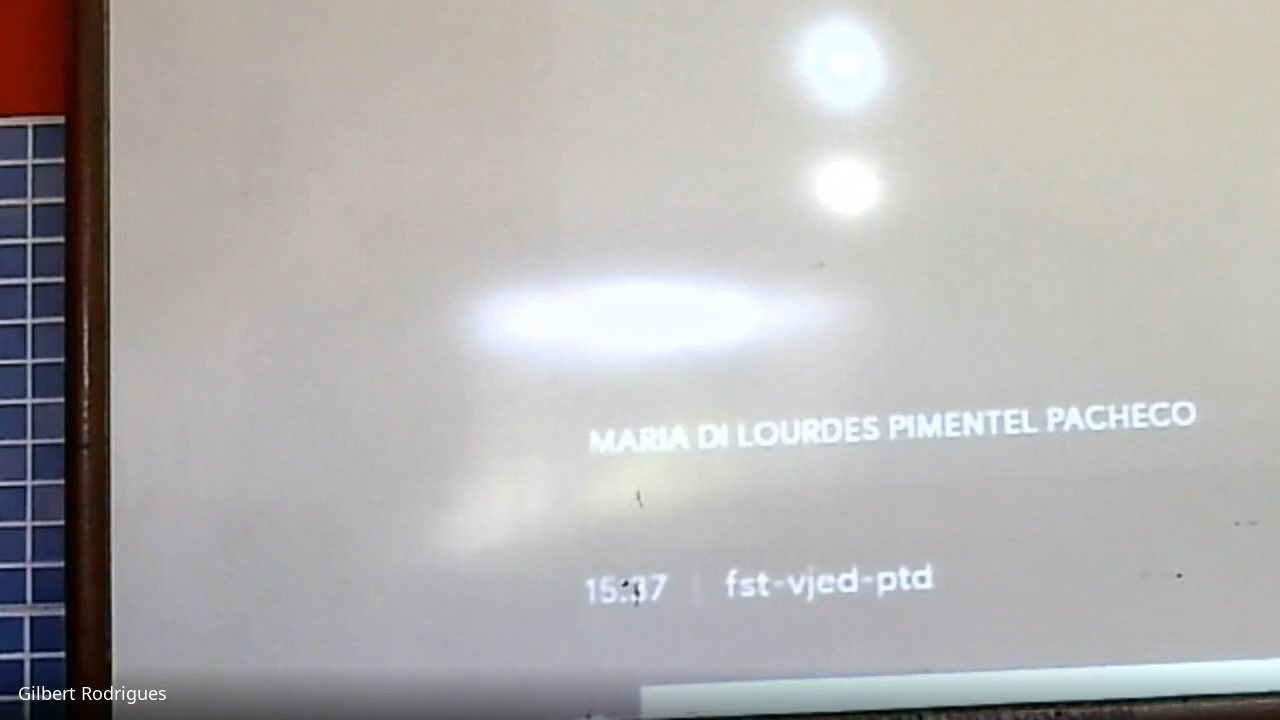 MARIA DI LOURDES PIMENTEL PACHECO
15:37 | fst-vjed-ptd
Gilbert Rodrigues